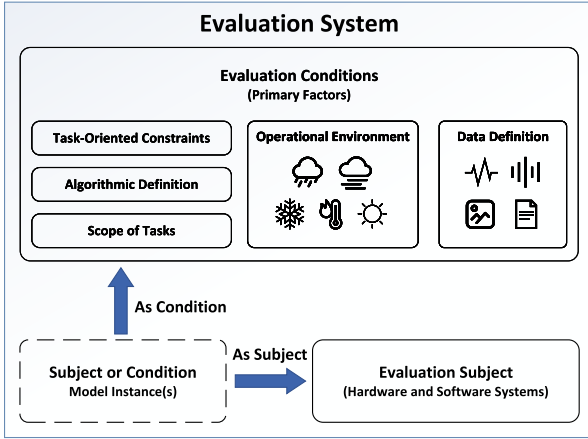 Evaluation System
Evaluation Conditions
(Primary Factors)
Task-Oriented Constraints
Algorithmic Definition
Scope of Tasks
Operational Environment
Data Definition
As Condition
Subject or Condition
Model Instance(s)
As Subject
Evaluation Subject
(Hardware and Software Systems)